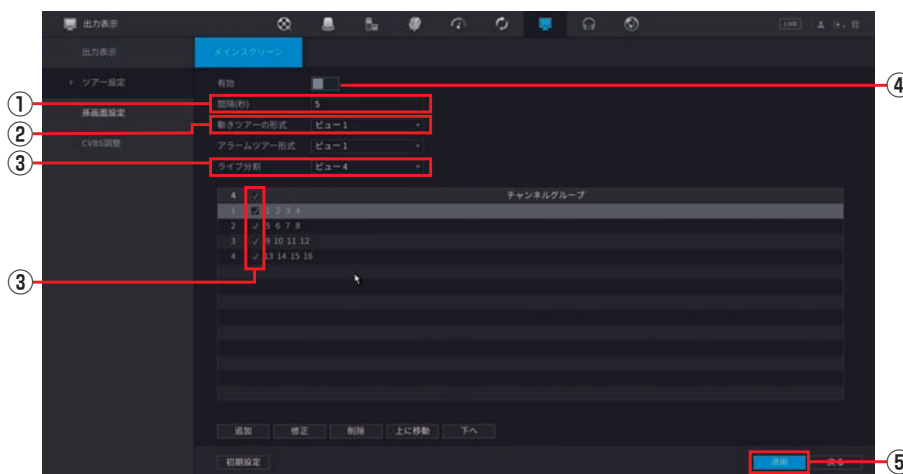 出力表示
LIVE
出力表示
メインスクリーン
ツアー設定
有効
④
①
間隔(秒) 5
係画面設定
②
動きツアーの形式 ビュー1
CVBS調整
アラームツアー形式 ビュー1
③
ライブ分割 ビュー4
4 ✓ チャンネルグループ
1 ✓ 1 2 3 4
2 ✓ 5 6 7 8
3 ✓ 9 10 11 12
4 ✓ 13 14 15 16
③
追加 修正 削除 上に移動 下へ
初期設定 適用 戻る
⑤